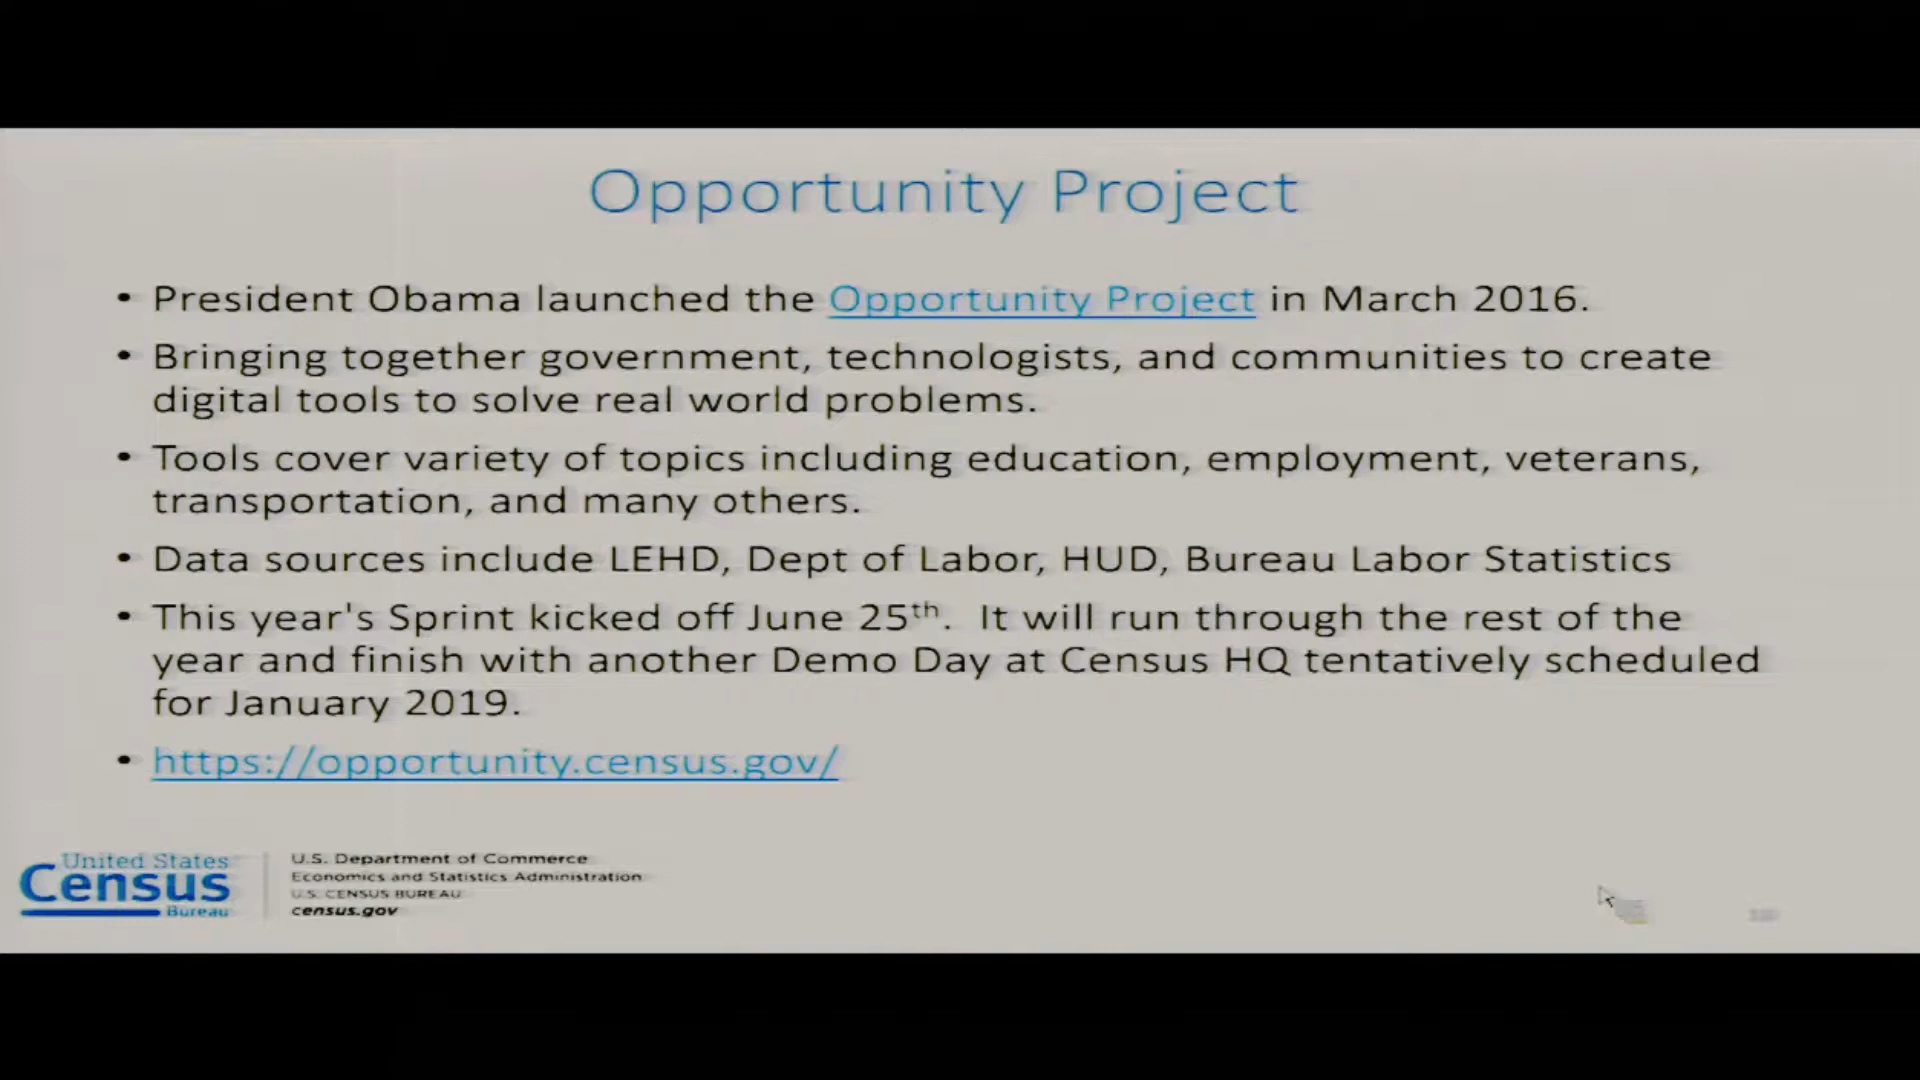 Opportunity Project
• President Obama launched the Opportunity Project in March 2016.
• Bringing together government, technologists, and communities to create
digital tools to solve real world problems.
• Tools cover variety of topics including education, employment, veterans,
transportation, and many others.
• Data sources include LEHD, Dept of Labor, HUD, Bureau Labor Statistics
• This year's Sprint kicked off June 25th. It will run through the rest of the
year and finish with another Demo Day at Census HQ tentatively scheduled
for January 2019.
• https://opportunity.census.gov/
United States
Census
Bureau
U.S. Department of Commerce
Economics and Statistics Administration
U.S. CENSUS BUREAU
census.gov